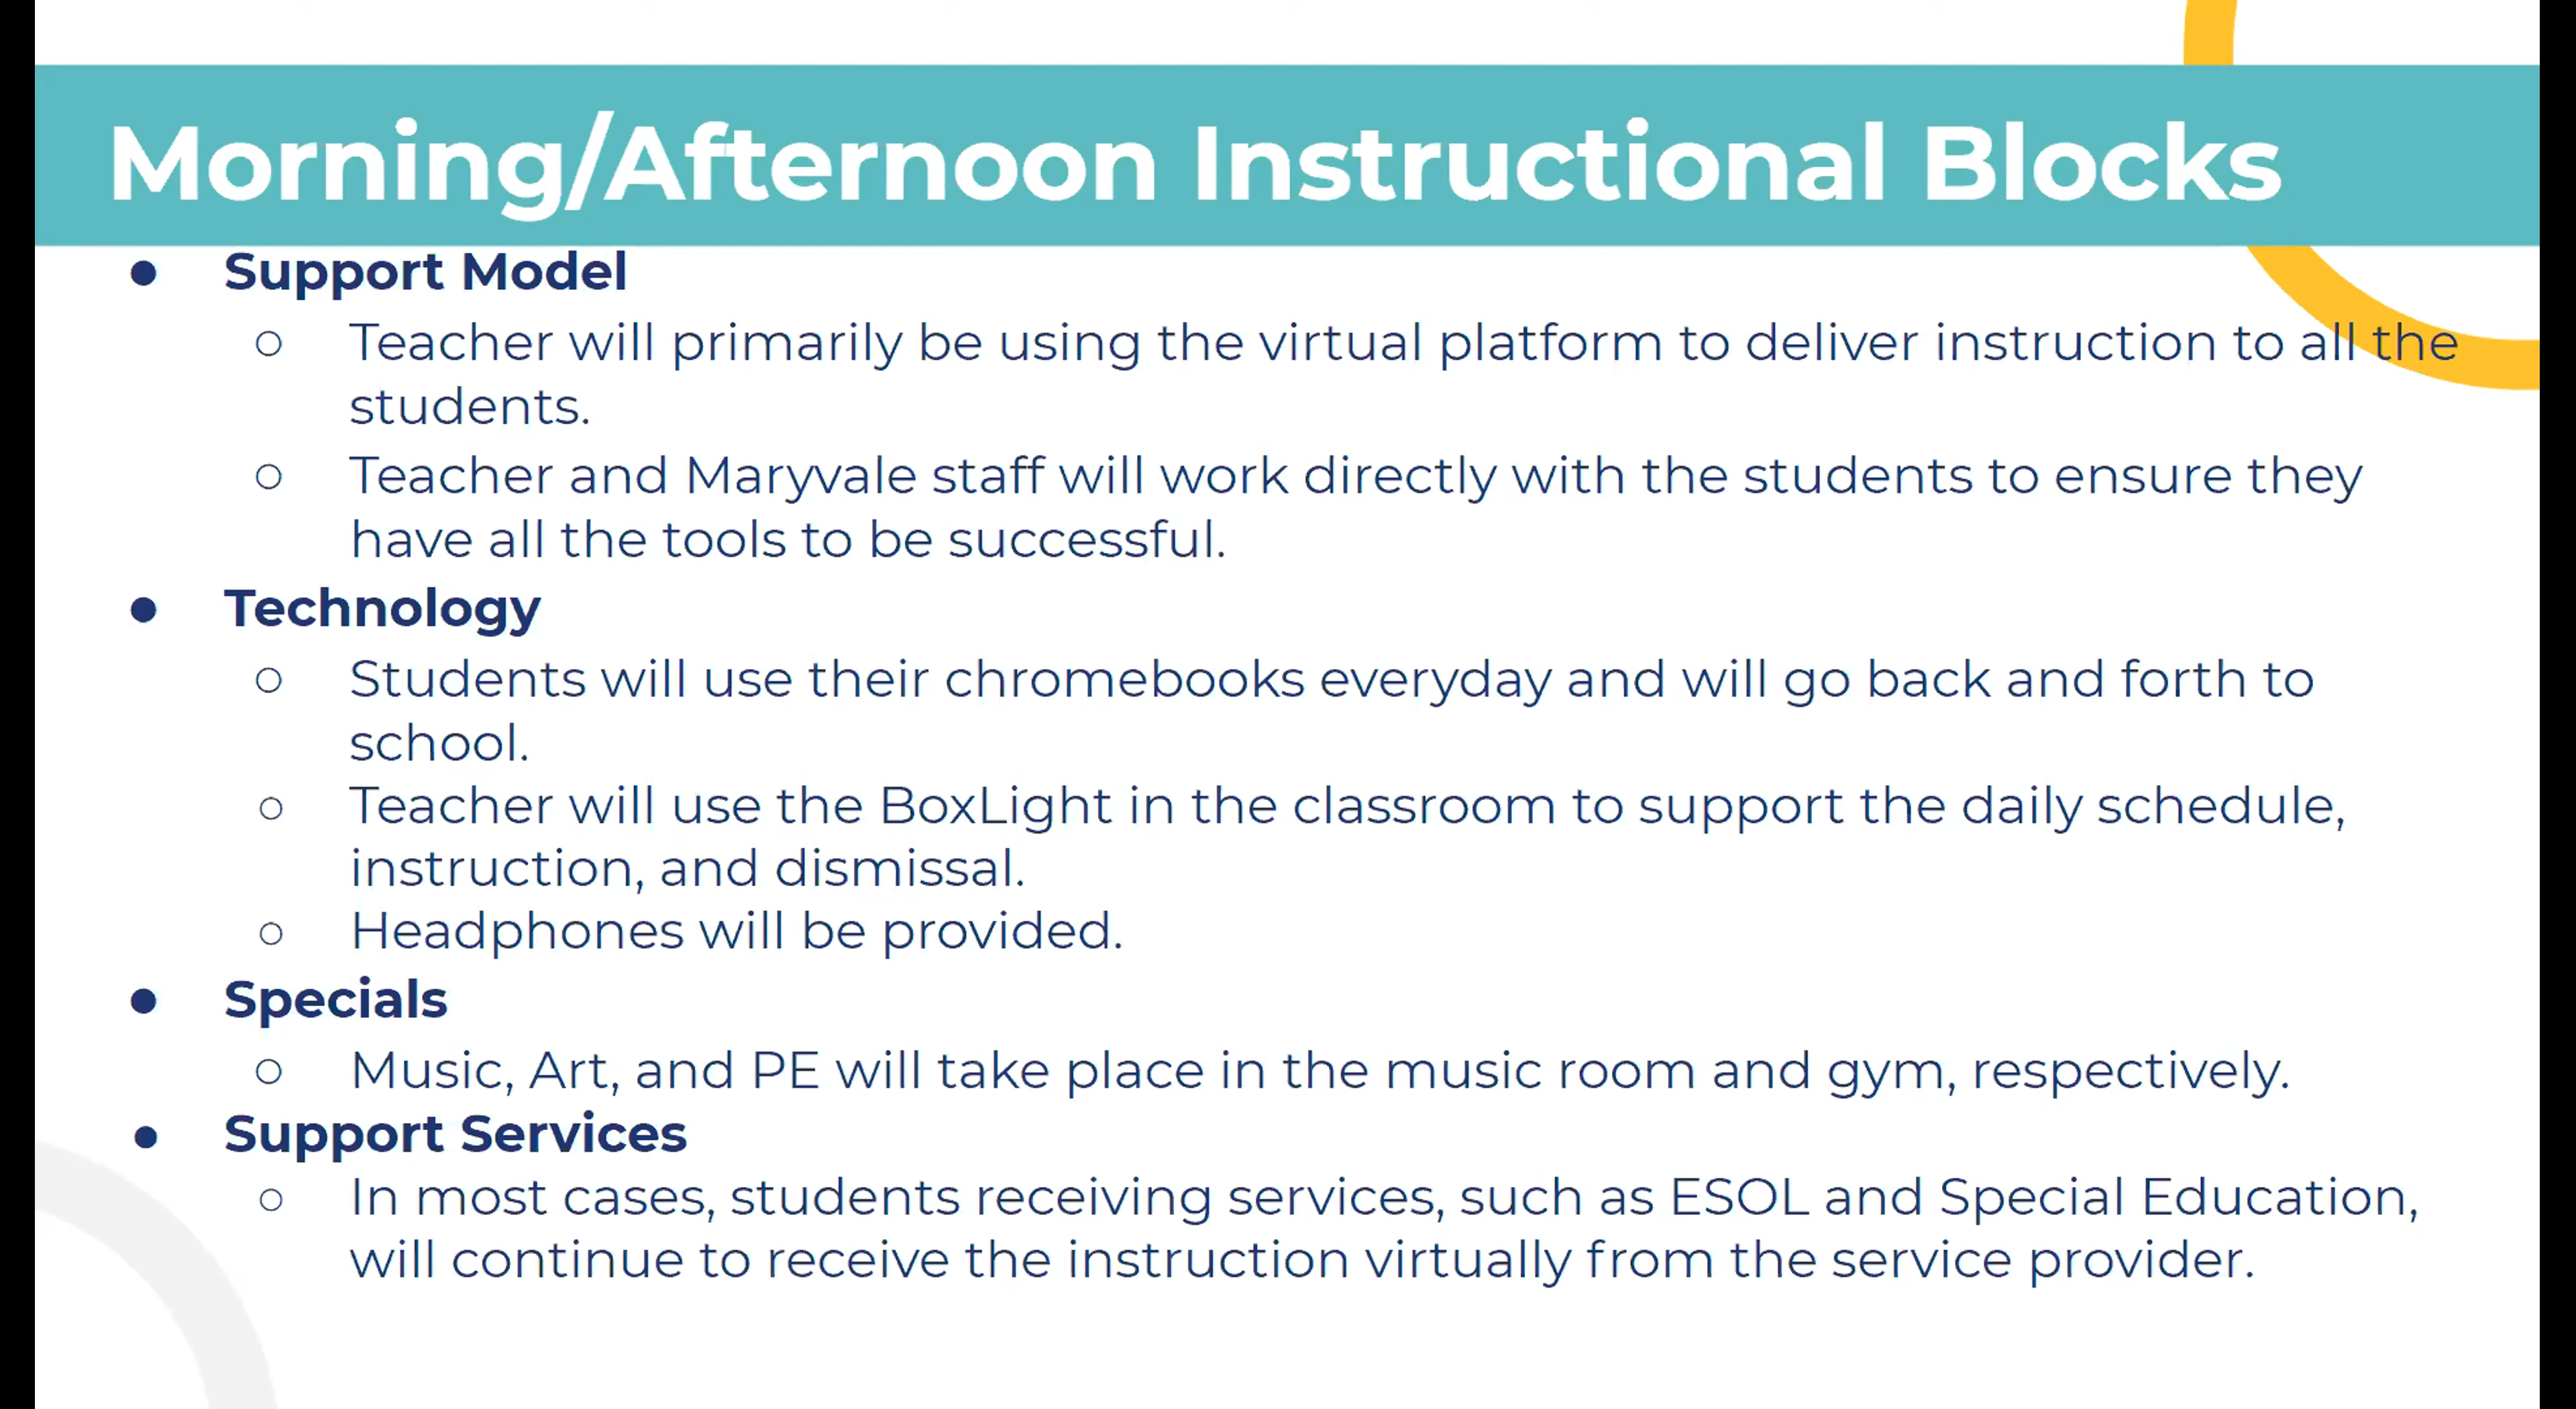 Morning/Afternoon Instructional Blocks
● Support Model
○ Teacher will primarily be using the virtual platform to deliver instruction to all the
students.
○ Teacher and Maryvale staff will work directly with the students to ensure they
have all the tools to be successful.
● Technology
○ Students will use their chromebooks everyday and will go back and forth to
school.
○ Teacher will use the BoxLight in the classroom to support the daily schedule,
instruction, and dismissal.
○ Headphones will be provided.
● Specials
○ Music, Art, and PE will take place in the music room and gym, respectively.
● Support Services
○ In most cases, students receiving services, such as ESOL and Special Education,
will continue to receive the instruction virtually from the service provider.